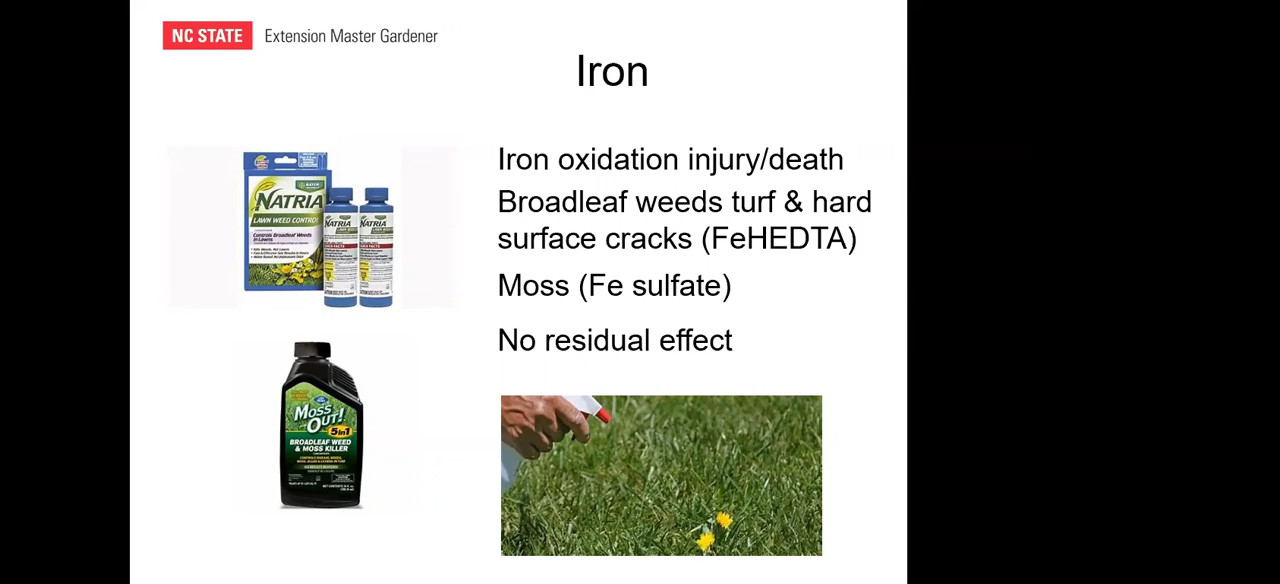 NC STATE Extension Master Gardener
Iron
Iron oxidation injury/death
Broadleaf weeds turf & hard
surface cracks (FeHEDTA)
Moss (Fe sulfate)
No residual effect
NATRIA
LAWN WEED CONTROL
Controls Broadleaf Weeds
in Lawns
NATRIA
NATRIA
MOSS
OUT!
5 in 1
BROADLEAF WEED
& MOSS KILLER